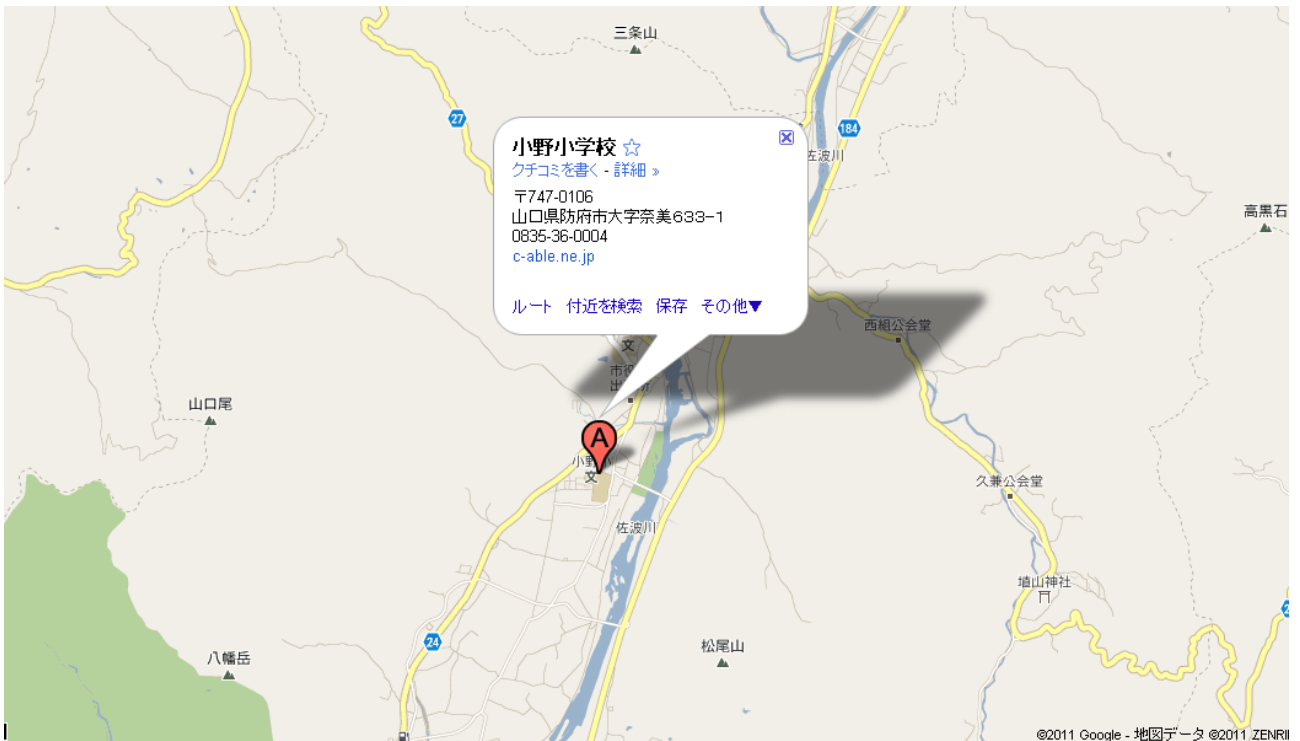 三条山
27
184
佐波川
小野小学校 ☆
クチコミを書く - 詳細 »
〒747-0106
山口県防府市大字奈美633-1
0835-36-0004
c-able.ne.jp
ルート 付近を検索 保存 その他▼
高黒石
西組公会堂
文
山口尾
A
文
久兼公会堂
佐波川
埴山神社
24
松尾山
八幡岳
©2011 Google - 地図データ ©2011 ZENRI